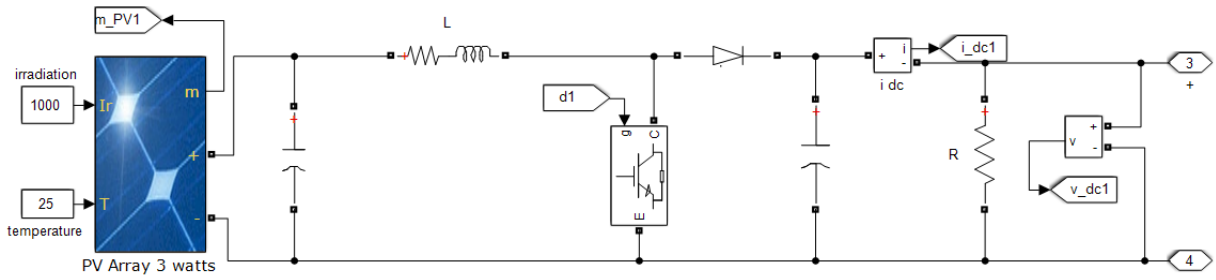 m_PV1
L
i
i_dc1
+
-
i dc
3
+
irradiation
1000
Ir
m
d1
g
C
+
v
-
+
R
25
T
E
v_dc1
temperature
-
4
PV Array 3 watts